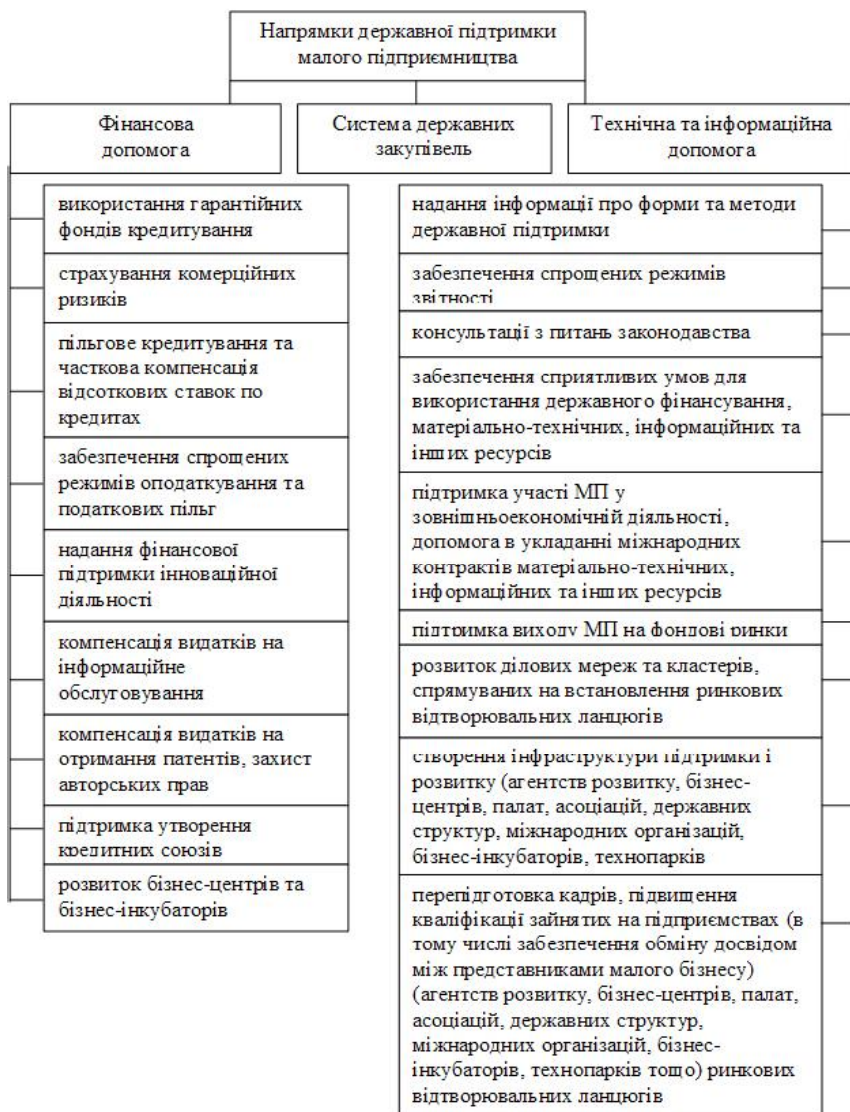 Напрямки державної підтримки
малого підприємництва
Фінансова
допомога
Система державних
закупівель
Технічна та інформаційна
допомога
використання гарантійних
фондів кредитування
страхування комерційних
ризиків
пільгове кредитування та
часткова компенсація
відсоткових ставок по
кредитах
забезпечення спрощених
режимів оподаткування та
податкових пільг
надання фінансової
підтримки інноваційної
діяльності
компенсація видатків на
інформаційне
обслуговування
компенсація видатків на
отримання патентів, захист
авторських прав
підтримка утворення
кредитних союзів
розвиток бізнес-центрів та
бізнес-інкубаторів
надання інформації про форми та методи
державної підтримки
забезпечення спрощених режимів
звітності
консультації з питань законодавства
забезпечення сприятливих умов для
використання державного фінансування,
матеріально-технічних, інформаційних та
інших ресурсів
підтримка участі МП у
зовнішньоекономічній діяльності,
допомога в укладанні міжнародних
контрактів матеріально-технічних,
інформаційних та інших ресурсів
підтримка виходу МП на фондові ринки
розвиток ділових мереж та кластерів,
спрямуваних на встановлення ринкових
відтворювальних ланцюгів
створення інфраструктури підтримки і
розвитку (агентств розвитку, бізнес-
центрів, палат, асоціацій, державних
структур, міжнародних організацій,
бізнес-інкубаторів, технопарків
перепідготовка кадрів, підвищення
кваліфікації зайнятих на підприємствах (в
тому числі забезпечення обміну досвідом
між представниками малого бізнесу)
(агентств розвитку, бізнес-центрів, палат,
асоціацій, державних структур,
міжнародних організацій, бізнес-
інкубаторів, технопарків тощо) ринкових
відтворювальних ланцюгів